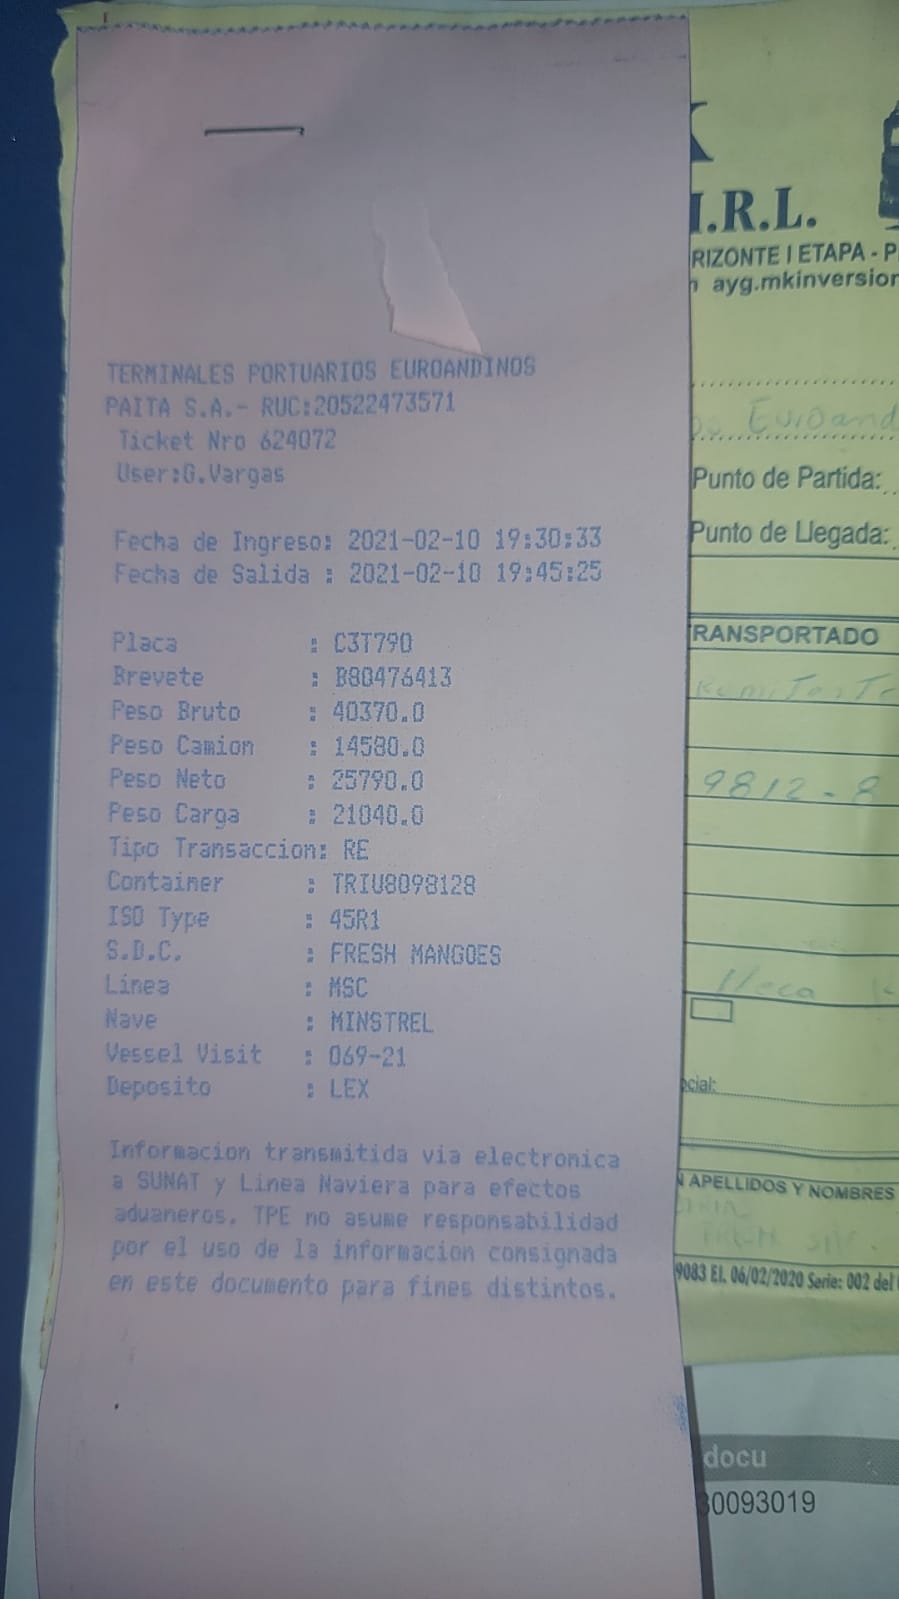 TERMINALES PORTUARIOS EUROANDINOS
PAITA S.A.- RUC:20522473571
Ticket Nro 624072
User:G.Vargas
Fecha de Ingreso: 2021-02-10 19:30:33
Fecha de Salida : 2021-02-10 19:45:25
Placa : C3T790
Brevete : B80476413
Peso Bruto : 40370.0
Peso Camion : 14580.0
Peso Neto : 25790.0
Peso Carga : 21040.0
Tipo Transaccion: RE
Container : TRIU8098128
ISO Type : 45R1
S.D.C. : FRESH MANGOES
Linea : MSC
Nave : MINSTREL
Vessel Visit : 069-21
Deposito : LEX
Informacion transmitida via electronica
a SUNAT y Linea Naviera para efectos
aduaneros. TPE no asume responsabilidad
por el uso de la informacion consignada
en este documento para fines distintos.
.R.L.
RIZONTE I ETAPA - P
ayg.mkinversion
Euroand
Punto de Partida:
Punto de Llegada:
RANSPORTADO
9812-8
cial:
APELLIDOS Y NOMBRES
9083 El. 06/02/2020 Serie: 002 del
docu
30093019